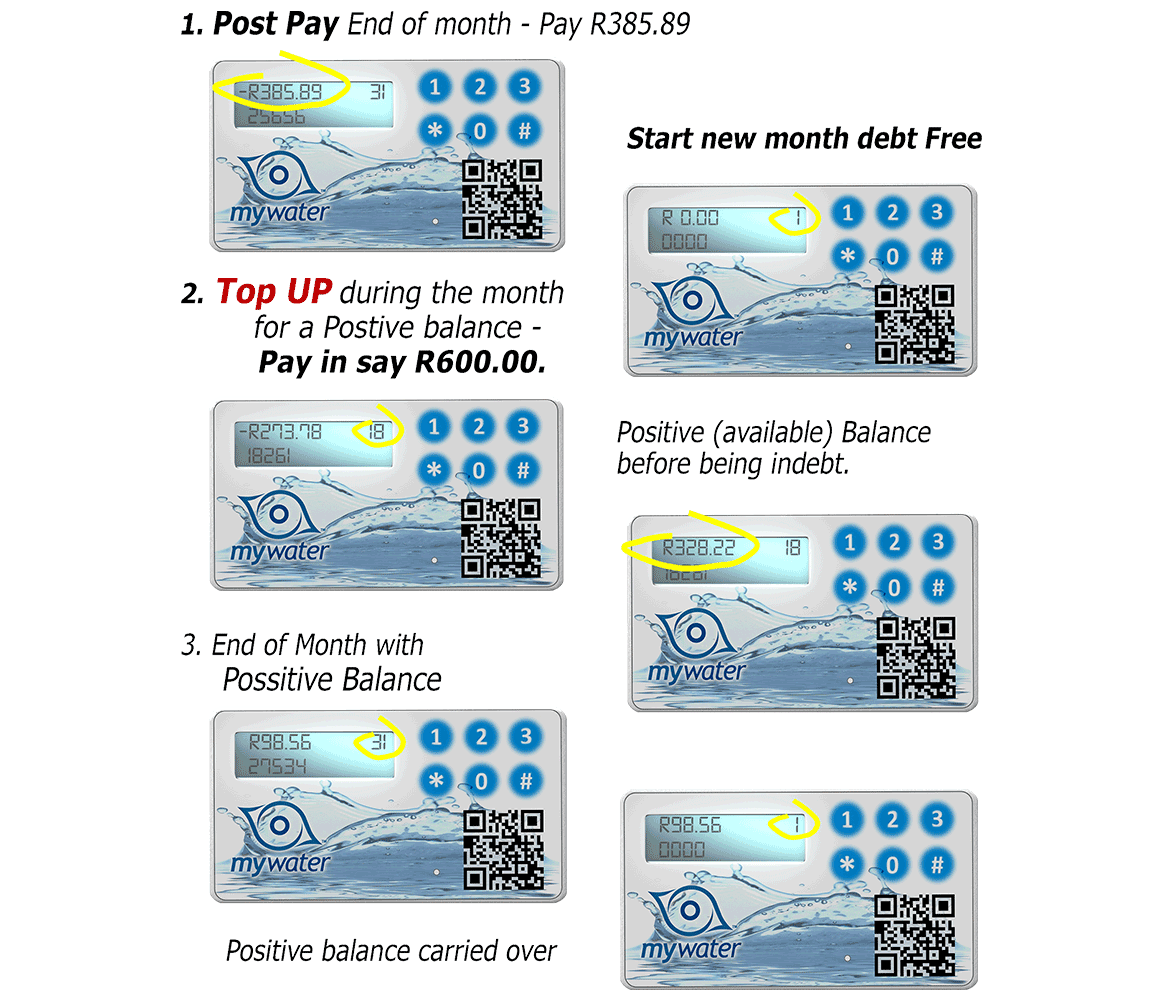 1. Post Pay End of month - Pay R385.89
-R385.89 31
25656
1 2 3
* 0 #
mywater
Start new month debt Free
R 0.00 1
0000
1 2 3
* 0 #
mywater
2. Top UP during the month
for a Postive balance -
Pay in say R600.00.
-R273.78 18
18261
1 2 3
* 0 #
mywater
Positive (available) Balance
before being indebt.
R328.22 18
18261
1 2 3
* 0 #
mywater
3. End of Month with
Possitive Balance
R98.56 31
27534
1 2 3
* 0 #
mywater
R98.56 1
0000
1 2 3
* 0 #
mywater
Positive balance carried over